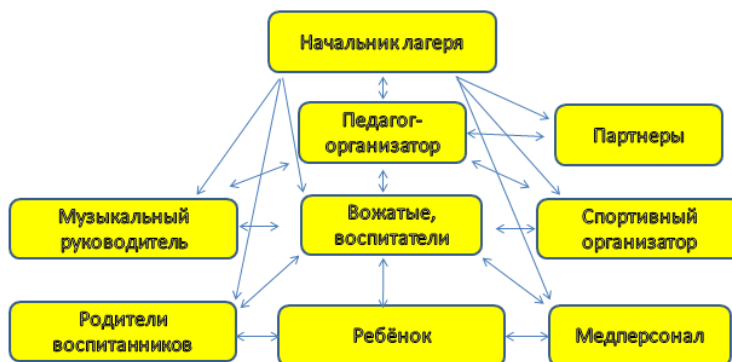 Начальник лагеря
Педагог-
организатор
Партнеры
Музыкальный
руководитель
Вожатые,
воспитатели
Спортивный
организатор
Родители
воспитанников
Ребёнок
Медперсонал